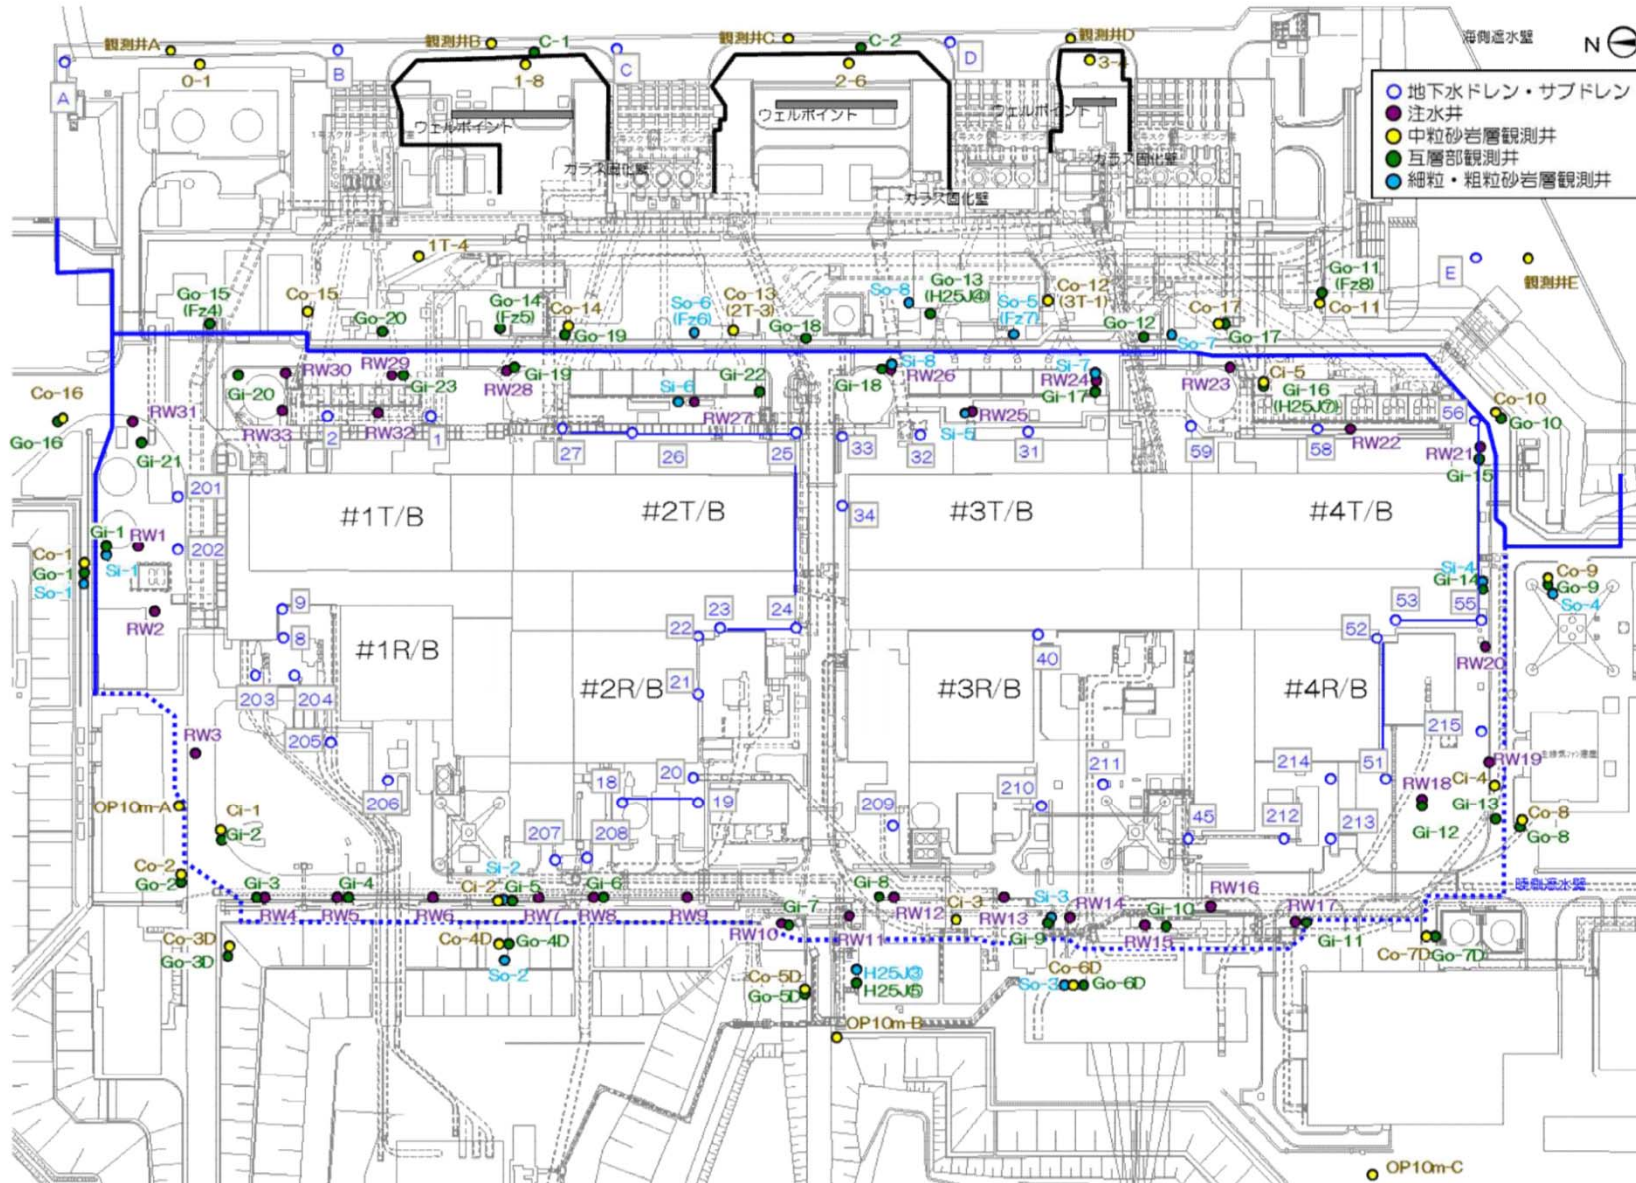 観測井A
観測井B
C-1
観測井C
C-2
観測井D
海側遮水壁
N
A
0-1
B
1-8
C
2-6
D
3-4
地下水ドレン・サブドレン
注水井
中粒砂岩層観測井
互層部観測井
細粒・粗粒砂岩層観測井
ウェルポイント
ウェルポイント
ウェルポイント
ガラス固化壁
ガラス固化壁
ガラス固化壁
1T-4
E
観測井E
Go-15
(Fz4)
Co-15
Go-20
Go-14
(Fz5)
Co-14
Go-19
So-6
(Fz6)
Co-13
(2T-3)
Go-18
So-8
Go-13
(H25J④)
So-5
(Fz7)
Co-12
(3T-1)
Go-12
So-7
Co-17
Go-17
Go-11
(Fz8)
Co-11
Co-16
Go-16
RW31
Gi-21
Gi-20
RW30
RW33
RW29
Gi-23
RW32
2
1
RW28
Gi-19
Si-6
RW27
Gi-22
Gi-18
Si-8
RW26
Si-5
RW25
Si-7
RW24
Gi-17
RW23
Ci-5
Gi-16
(H25J⑦)
RW22
56
Co-10
Go-10
27
26
25
33
32
31
59
58
RW21
Gi-15
201
202
34
#1T/B
#2T/B
#3T/B
#4T/B
Gi-1
RW1
Si-1
Co-1
Go-1
So-1
RW2
9
8
203
204
205
206
#1R/B
#2R/B
#3R/B
#4R/B
22
23
24
21
40
52
53
55
Si-4
Gi-14
RW20
Co-9
Go-9
So-4
RW3
OP10m-A
Ci-1
Gi-2
Co-2
Go-2
18
20
19
207
208
209
210
211
45
212
213
214
51
215
RW19
RW18
Ci-4
Gi-12
Gi-13
Co-8
Go-8
陸側遮水壁
Gi-3
RW4
Gi-4
RW5
RW6
Si-2
Ci-2
Gi-5
RW7
Gi-6
RW8
RW9
Gi-7
RW10
Gi-8
RW11
RW12
Ci-3
RW13
Si-3
RW14
Gi-9
Gi-10
RW15
RW16
RW17
Gi-11
Co-3D
Go-3D
Co-4D
Go-4D
So-2
Co-5D
Go-5D
H25J③
H25J⑤
Co-6D
So-3
Go-6D
Co-7D
Go-7D
OP10m-B
OP10m-C